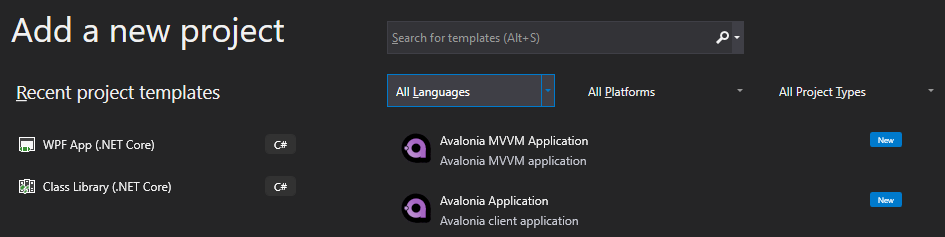 Add a new project
Search for templates (Alt+S)
Recent project templates
All Languages
All Platforms
All Project Types
WPF App (.NET Core)
C#
Class Library (.NET Core)
C#
Avalonia MVVM Application
New
Avalonia MVVM application
Avalonia Application
New
Avalonia client application